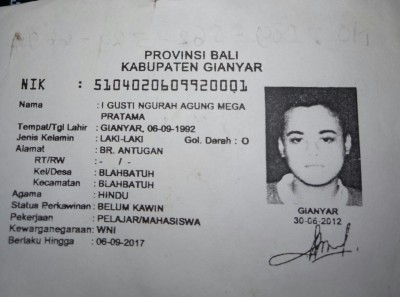 PROVINSI BALI
KABUPATEN GIANYAR
NIK : 5104020609920001
Nama : I GUSTI NGURAH AGUNG MEGA
PRATAMA
Tempat/Tgl Lahir : GIANYAR, 06-09-1992
Jenis Kelamin : LAKI-LAKI Gol. Darah : O
Alamat : BR. ANTUGAN
RT/RW : - / -
Kel/Desa : BLAHBATUH
Kecamatan : BLAHBATUH
Agama : HINDU
Status Perkawinan : BELUM KAWIN
Pekerjaan : PELAJAR/MAHASISWA
Kewarganegaraan : WNI
Berlaku Hingga : 06-09-2017
GIANYAR
30-06-2012